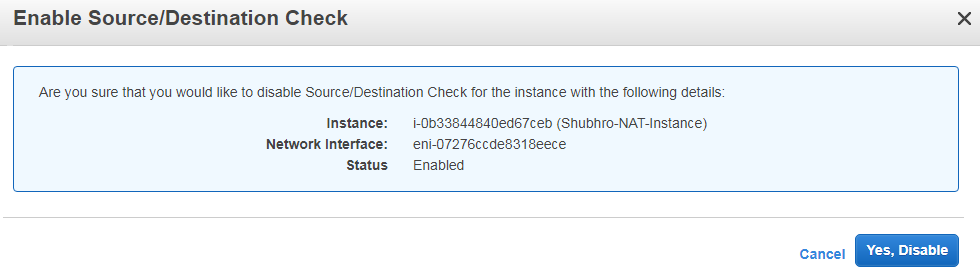 Enable Source/Destination Check
Are you sure that you would like to disable Source/Destination Check for the instance with the following details:
Instance: i-0b33844840ed67ceb (Shubhro-NAT-Instance)
Network Interface: eni-07276ccde8318eece
Status Enabled
Cancel Yes, Disable